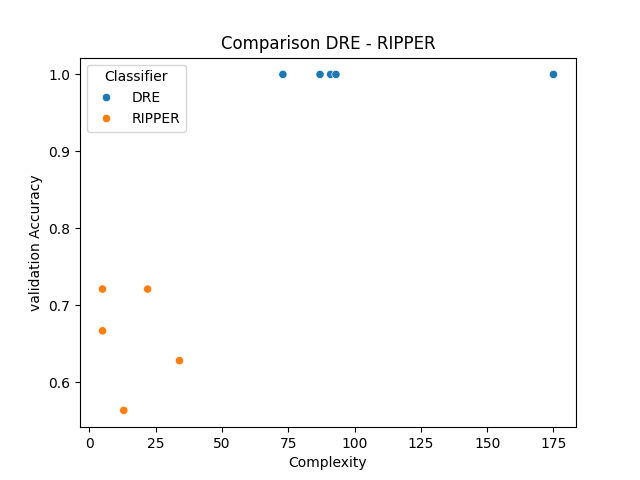 Comparison DRE - RIPPER
Classifier
DRE
RIPPER
validation Accuracy
1.0
0.9
0.8
0.7
0.6
0
25
50
75
100
125
150
175
Complexity